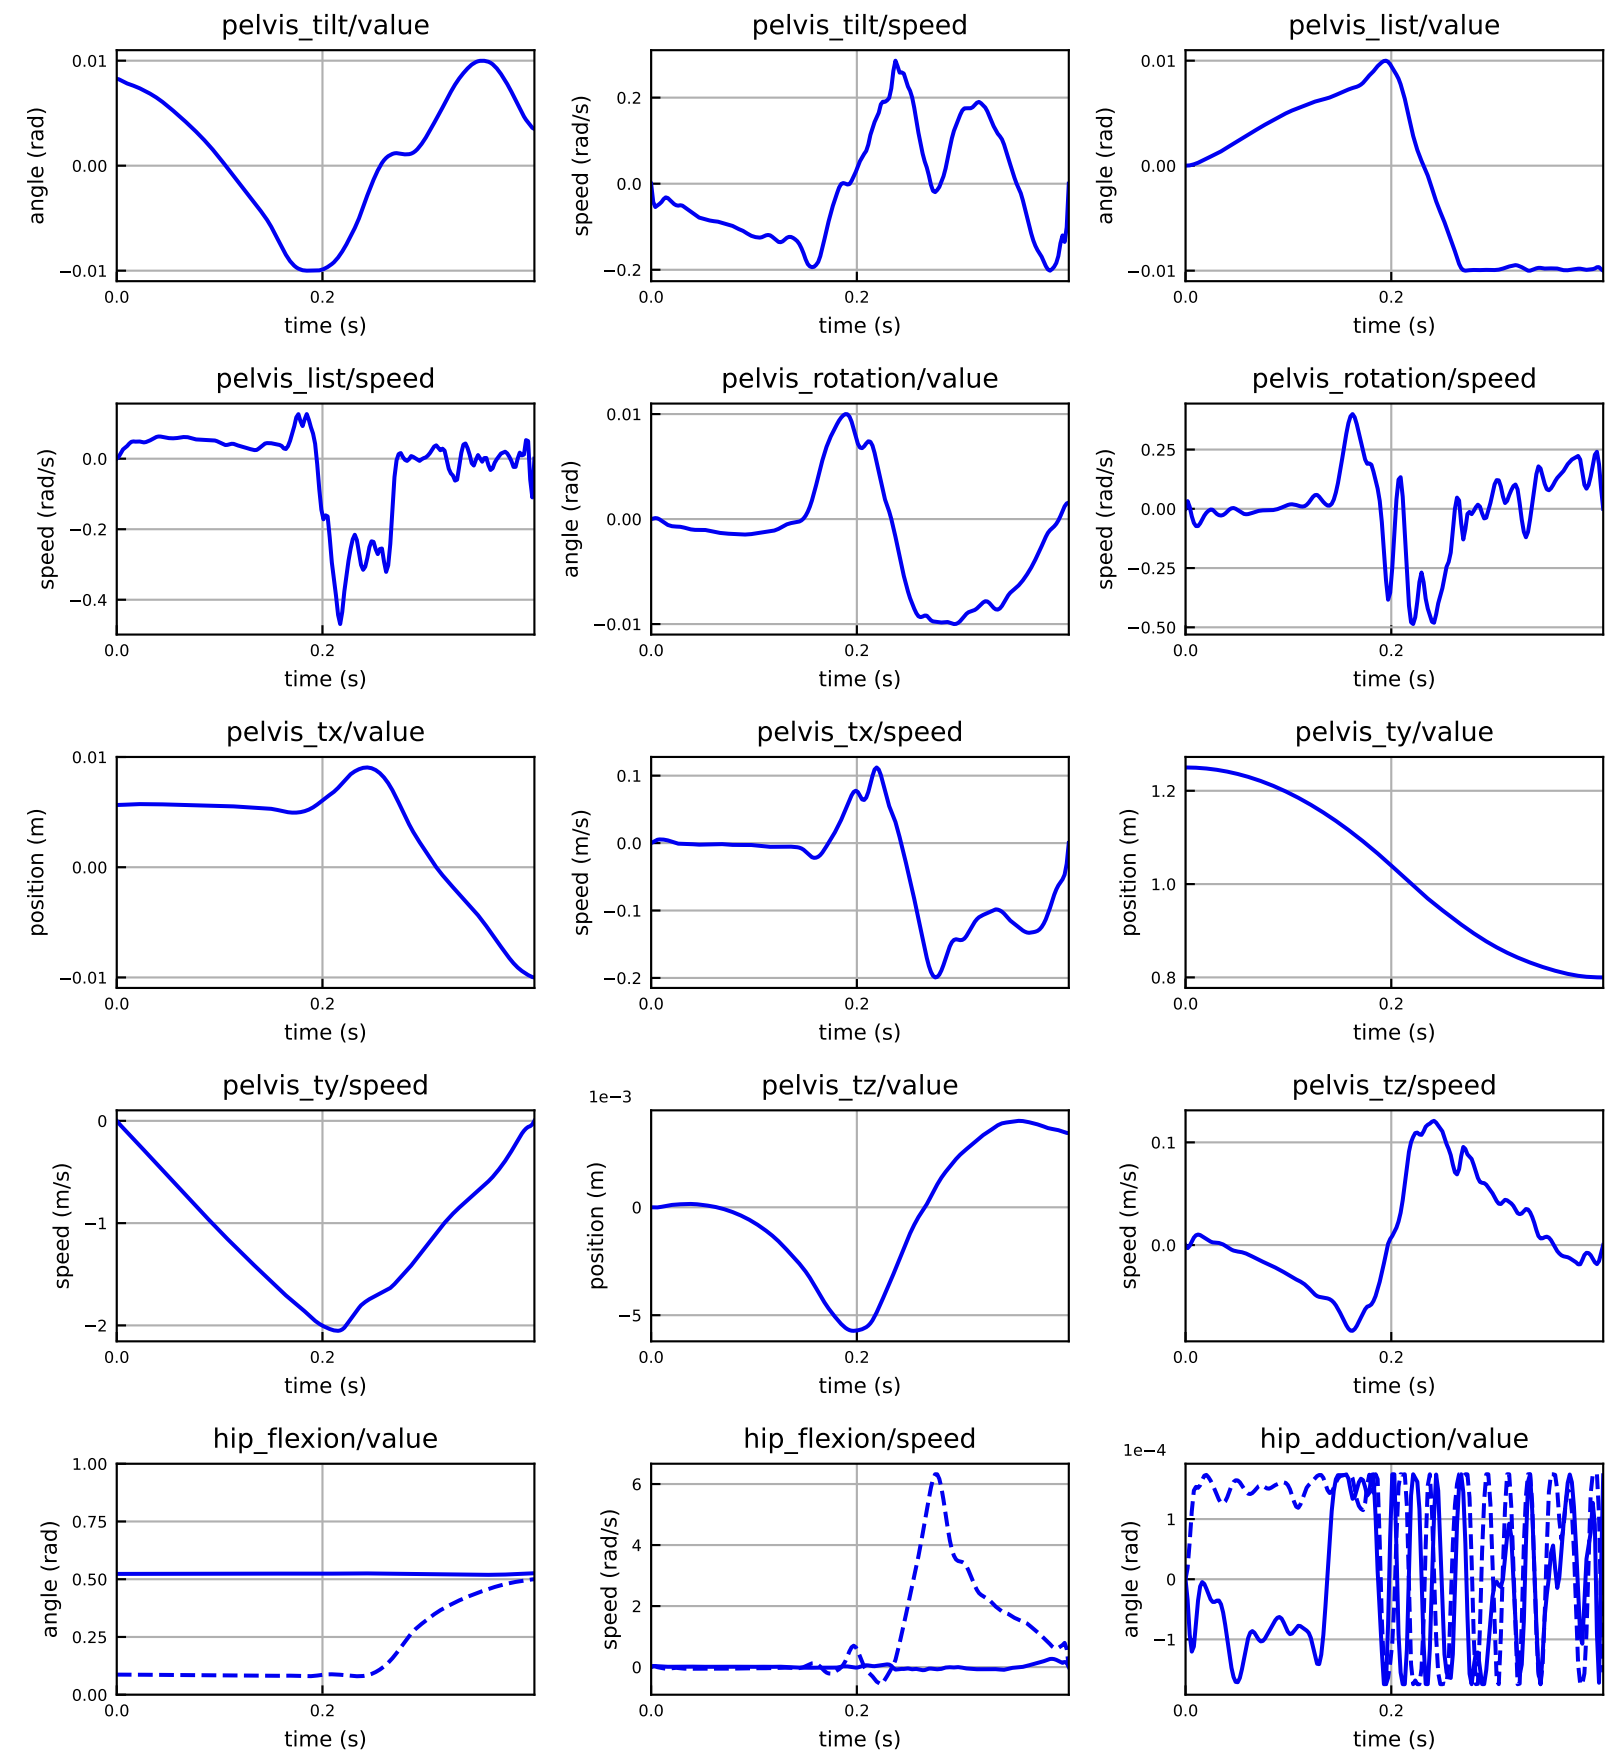 pelvis_tilt/value
pelvis_tilt/speed
pelvis_list/value
angle (rad)
0.01
0.00
−0.01
0.0
0.2
time (s)
speed (rad/s)
0.2
0.0
−0.2
0.0
0.2
time (s)
angle (rad)
0.01
0.00
−0.01
0.0
0.2
time (s)
pelvis_list/speed
pelvis_rotation/value
pelvis_rotation/speed
speed (rad/s)
0.0
−0.2
−0.4
0.0
0.2
time (s)
angle (rad)
0.01
0.00
−0.01
0.0
0.2
time (s)
speed (rad/s)
0.25
0.00
−0.25
−0.50
0.0
0.2
time (s)
pelvis_tx/value
pelvis_tx/speed
pelvis_ty/value
position (m)
0.01
0.00
−0.01
0.0
0.2
time (s)
speed (m/s)
0.1
0.0
−0.1
−0.2
0.0
0.2
time (s)
position (m)
1.2
1.0
0.8
0.0
0.2
time (s)
pelvis_ty/speed
pelvis_tz/value
pelvis_tz/speed
speed (m/s)
0
−1
−2
0.0
0.2
time (s)
1e−3
position (m)
0
−5
0.0
0.2
time (s)
speed (m/s)
0.1
0.0
0.0
0.2
time (s)
hip_flexion/value
hip_flexion/speed
hip_adduction/value
angle (rad)
1.00
0.75
0.50
0.25
0.00
0.0
0.2
time (s)
speed (rad/s)
6
4
2
0
0.0
0.2
time (s)
1e−4
angle (rad)
1
0
−1
0.0
0.2
time (s)